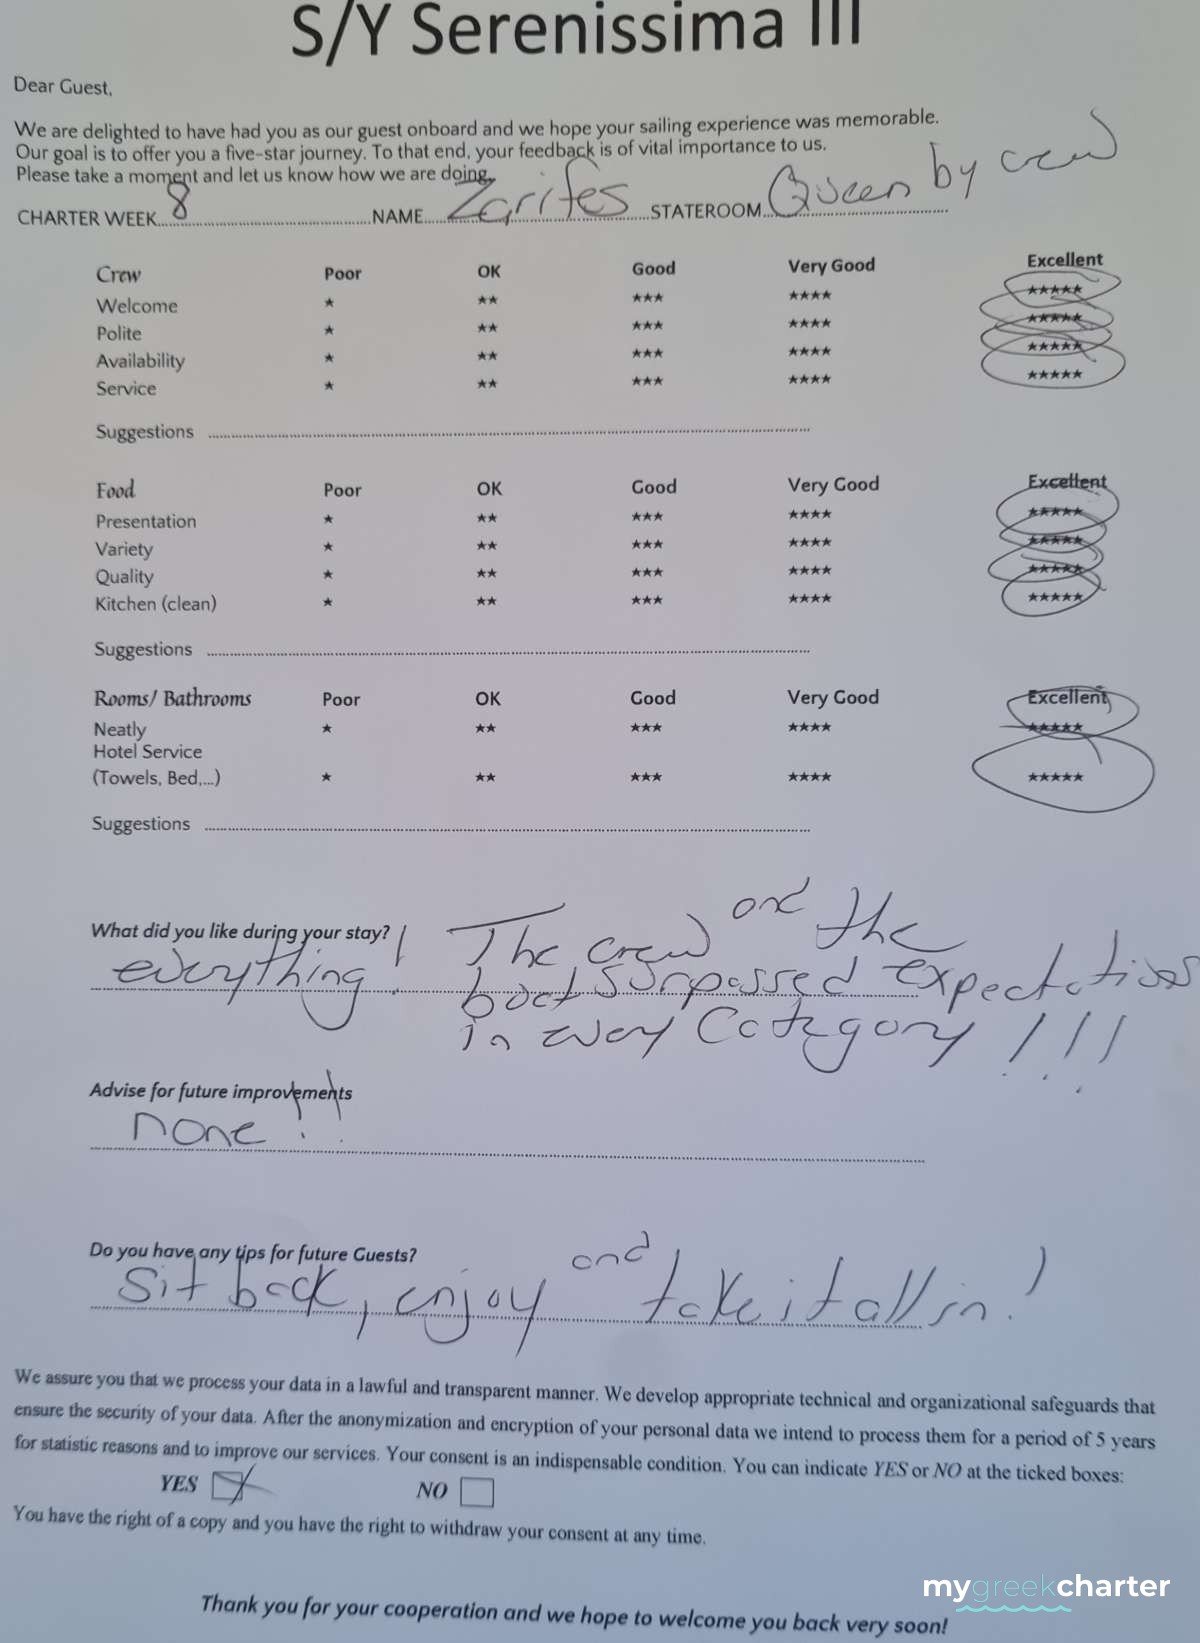 S/Y Serenissima III
Dear Guest,
We are delighted to have had you as our guest onboard and we hope your sailing experience was memorable.
Our goal is to offer you a five-star journey. To that end, your feedback is of vital importance to us.
Please take a moment and let us know how we are doing.
CHARTER WEEK 8 NAME Zarifes STATEROOM Queen by crew
Crew Poor OK Good Very Good Excellent
Welcome ★ ★★ ★★★ ★★★★ ★★★★★
Polite ★ ★★ ★★★ ★★★★ ★★★★★
Availability ★ ★★ ★★★ ★★★★ ★★★★★
Service ★ ★★ ★★★ ★★★★ ★★★★★
Suggestions
Food Poor OK Good Very Good Excellent
Presentation ★ ★★ ★★★ ★★★★ ★★★★★
Variety ★ ★★ ★★★ ★★★★ ★★★★★
Quality ★ ★★ ★★★ ★★★★ ★★★★★
Kitchen (clean) ★ ★★ ★★★ ★★★★ ★★★★★
Suggestions
Rooms/ Bathrooms Poor OK Good Very Good Excellent
Neatly ★ ★★ ★★★ ★★★★ ★★★★★
Hotel Service
(Towels, Bed,...) ★ ★★ ★★★ ★★★★ ★★★★★
Suggestions
What did you like during your stay?
everything! The crew and the
boat surpassed expectations
in every category!!!
Advise for future improvements
none!!
Do you have any tips for future Guests?
Sit back, enjoy and take it all in!
We assure you that we process your data in a lawful and transparent manner. We develop appropriate technical and organizational safeguards that
ensure the security of your data. After the anonymization and encryption of your personal data we intend to process them for a period of 5 years
for statistic reasons and to improve our services. Your consent is an indispensable condition. You can indicate YES or NO at the ticked boxes:
YES NO
You have the right of a copy and you have the right to withdraw your consent at any time.
mygreekcharter
Thank you for your cooperation and we hope to welcome you back very soon!